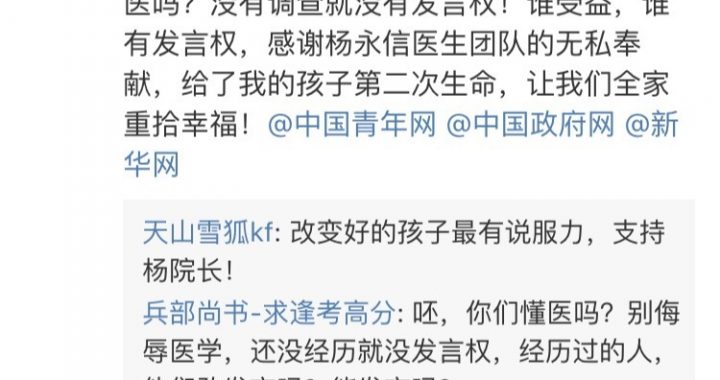 医吗？没有调查就没有发言权！谁受益，谁
有发言权，感谢杨永信医生团队的无私奉
献，给了我的孩子第二次生命，让我们全家
重拾幸福！@中国青年网 @中国政府网 @新
华网
天山雪狐kf: 改变好的孩子最有说服力，支持
杨院长！
兵部尚书-求逢考高分: 呸，你们懂医吗？别侮
辱医学，还没经历就没发言权，经历过的人，